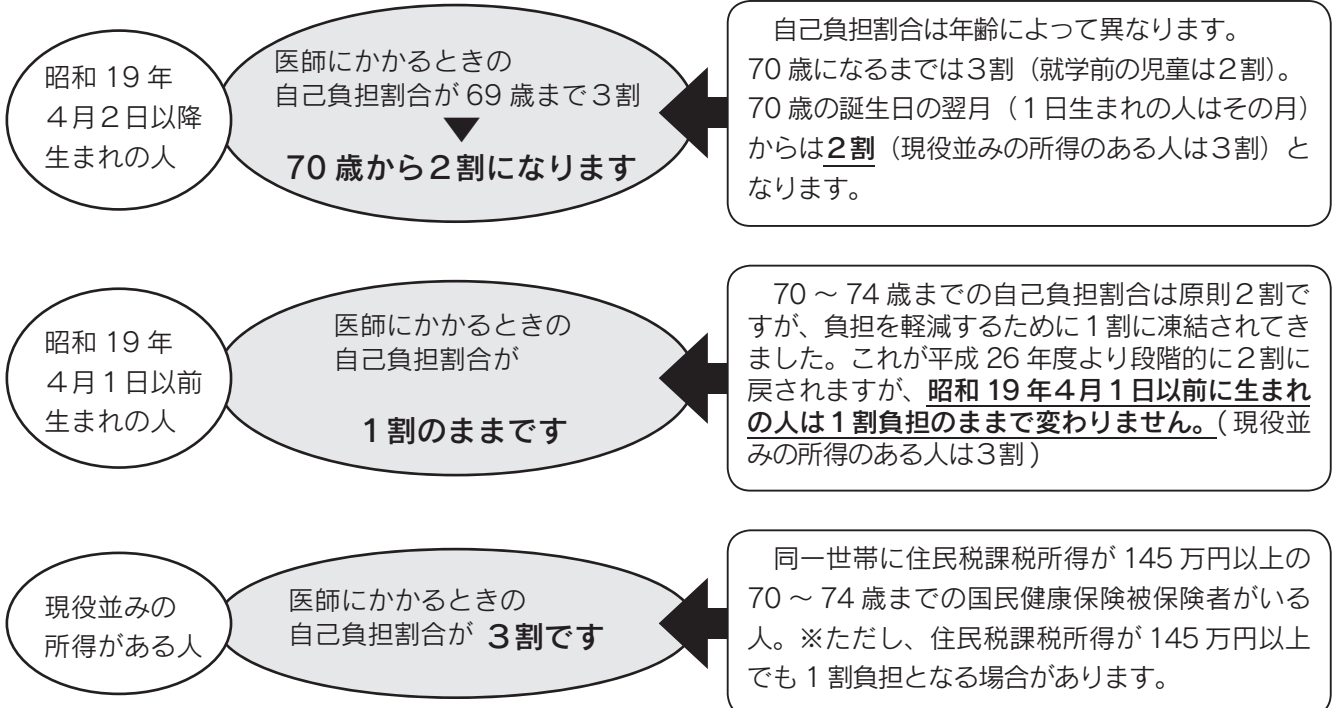 昭和 19 年
４月２日以降
生まれの人
医師にかかるときの
自己負担割合が 69 歳まで３割
▼
70 歳から２割になります
自己負担割合は年齢によって異なります。
70 歳になるまでは３割（就学前の児童は２割）。
70 歳の誕生日の翌月（１日生まれの人はその月）
からは２割（現役並みの所得のある人は３割）と
なります。
昭和 19 年
４月１日以前
生まれの人
医師にかかるときの
自己負担割合が
１割のままです
70 ～ 74 歳までの自己負担割合は原則２割で
すが、負担を軽減するために１割に凍結されてき
ました。これが平成 26 年度より段階的に２割に
戻されますが、昭和 19 年４月１日以前に生まれ
の人は１割負担のままで変わりません。( 現役並
みの所得のある人は３割 )
現役並みの
所得がある人
医師にかかるときの
自己負担割合が ３割です
同一世帯に住民税課税所得が 145 万円以上の
70 ～ 74 歳までの国民健康保険被保険者がいる
人。※ただし、住民税課税所得が 145 万円以上
でも 1 割負担となる場合があります。